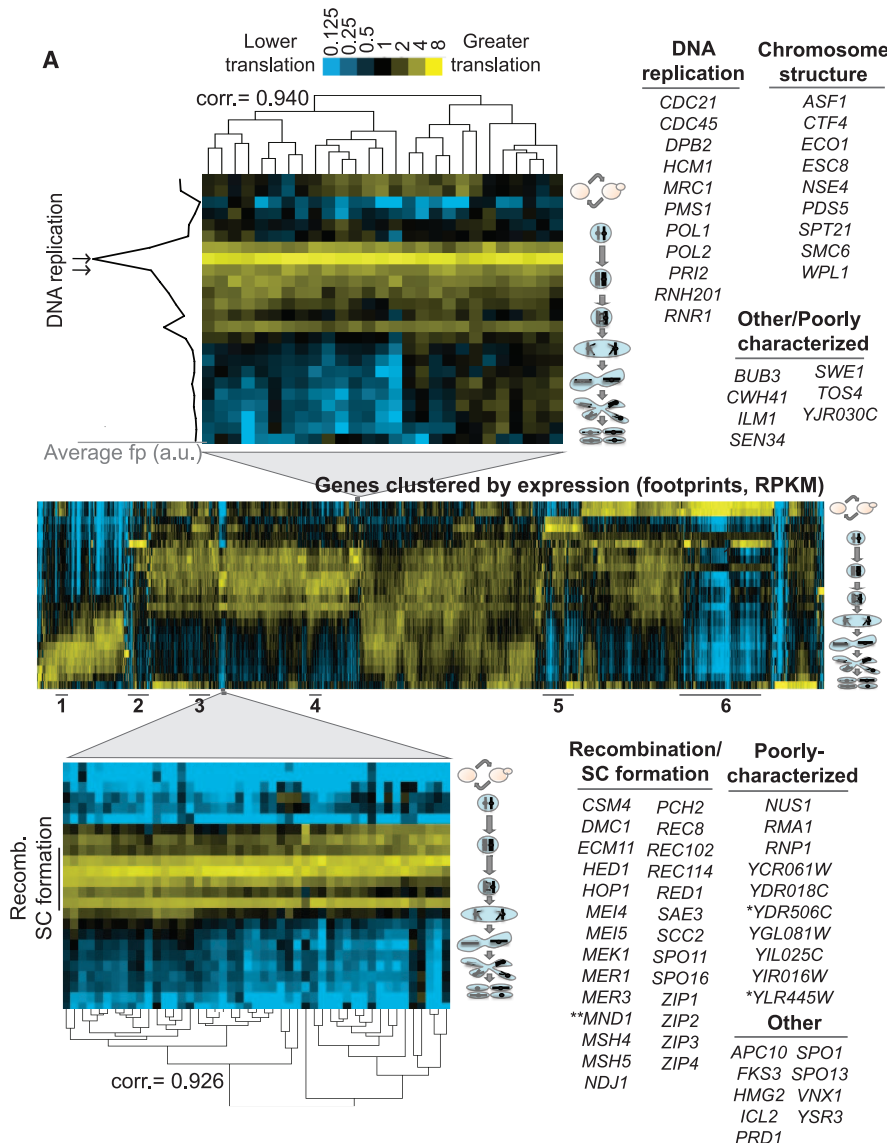 A
Lower translation
0.125
0.25
0.5
1
2
4
8
Greater translation
corr.= 0.940
DNA replication
Average fp (a.u.)
DNA replication
CDC21
CDC45
DPB2
HCM1
MRC1
PMS1
POL1
POL2
PRI2
RNH201
RNR1
Chromosome structure
ASF1
CTF4
ECO1
ESC8
NSE4
PDS5
SPT21
SMC6
WPL1
Other/Poorly characterized
BUB3
CWH41
ILM1
SEN34
SWE1
TOS4
YJR030C
Genes clustered by expression (footprints, RPKM)
1
2
3
4
5
6
Recomb.
SC formation
corr.= 0.926
Recombination/
SC formation
CSM4
DMC1
ECM11
HED1
HOP1
MEI4
MEI5
MEK1
MER1
MER3
**MND1
MSH4
MSH5
NDJ1
PCH2
REC8
REC102
REC114
RED1
SAE3
SCC2
SPO11
SPO16
ZIP1
ZIP2
ZIP3
ZIP4
Poorly-
characterized
NUS1
RMA1
RNP1
YCR061W
YDR018C
*YDR506C
YGL081W
YIL025C
YIR016W
*YLR445W
Other
APC10
FKS3
HMG2
ICL2
PRD1
SPO1
SPO13
VNX1
YSR3